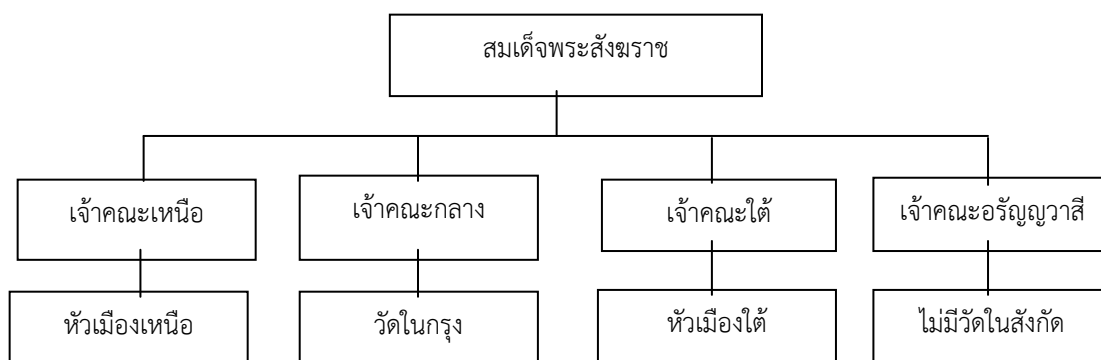 สมเด็จพระสังฆราช
เจ้าคณะเหนือ
เจ้าคณะกลาง
เจ้าคณะใต้
เจ้าคณะอรัญญวาสี
หัวเมืองเหนือ
วัดในกรุง
หัวเมืองใต้
ไม่มีวัดในสังกัด